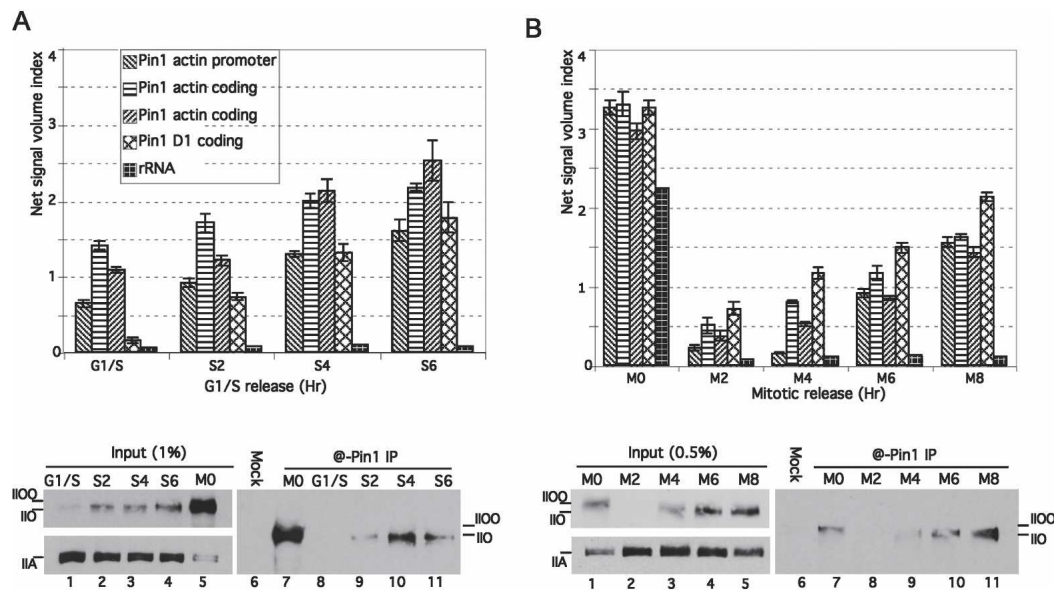 A
Net signal volume index
4
3
2
1
0
Pin1 actin promoter
Pin1 actin coding
Pin1 actin coding
Pin1 D1 coding
rRNA
G1/S S2 S4 S6
G1/S release (Hr)
B
Net signal volume index
4
3
2
1
0
M0 M2 M4 M6 M8
Mitotic release (Hr)
Input (1%)
G1/S S2 S4 S6 M0
IIOO
IIO
IIA
1 2 3 4 5
Mock
@-Pin1 IP
M0 G1/S S2 S4 S6
IIOO
IIO
6 7 8 9 10 11
Input (0.5%)
M0 M2 M4 M6 M8
IIOO
IIO
IIA
1 2 3 4 5
Mock
@-Pin1 IP
M0 M2 M4 M6 M8
IIOO
IIO
6 7 8 9 10 11